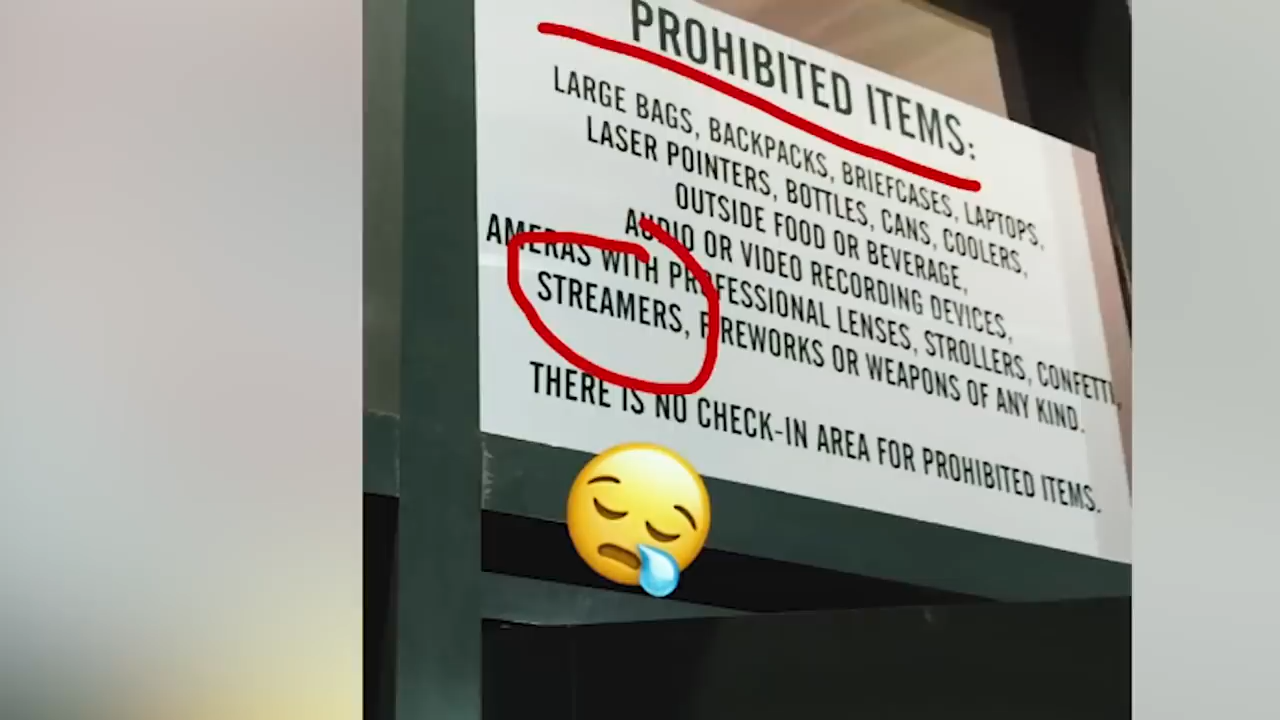 PROHIBITED ITEMS:
LARGE BAGS, BACKPACKS, BRIEFCASES, LAPTOPS,
LASER POINTERS, BOTTLES, CANS, COOLERS,
OUTSIDE FOOD OR BEVERAGE,
AUDIO OR VIDEO RECORDING DEVICES,
AMERAS WITH PROFESSIONAL LENSES, STROLLERS, CONFETTI,
STREAMERS, FIREWORKS OR WEAPONS OF ANY KIND.
THERE IS NO CHECK-IN AREA FOR PROHIBITED ITEMS.